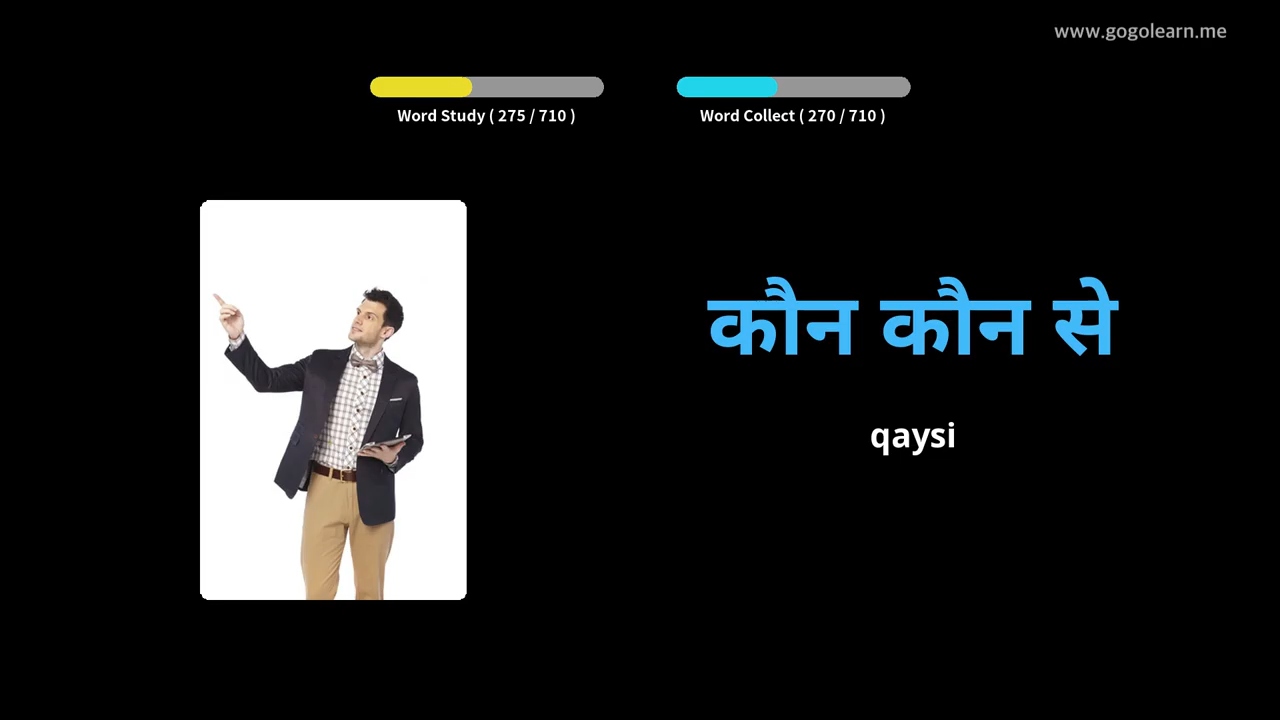 www.gogolearn.me
Word Study ( 275 / 710 )
Word Collect ( 270 / 710 )
कौन कौन से
qaysi